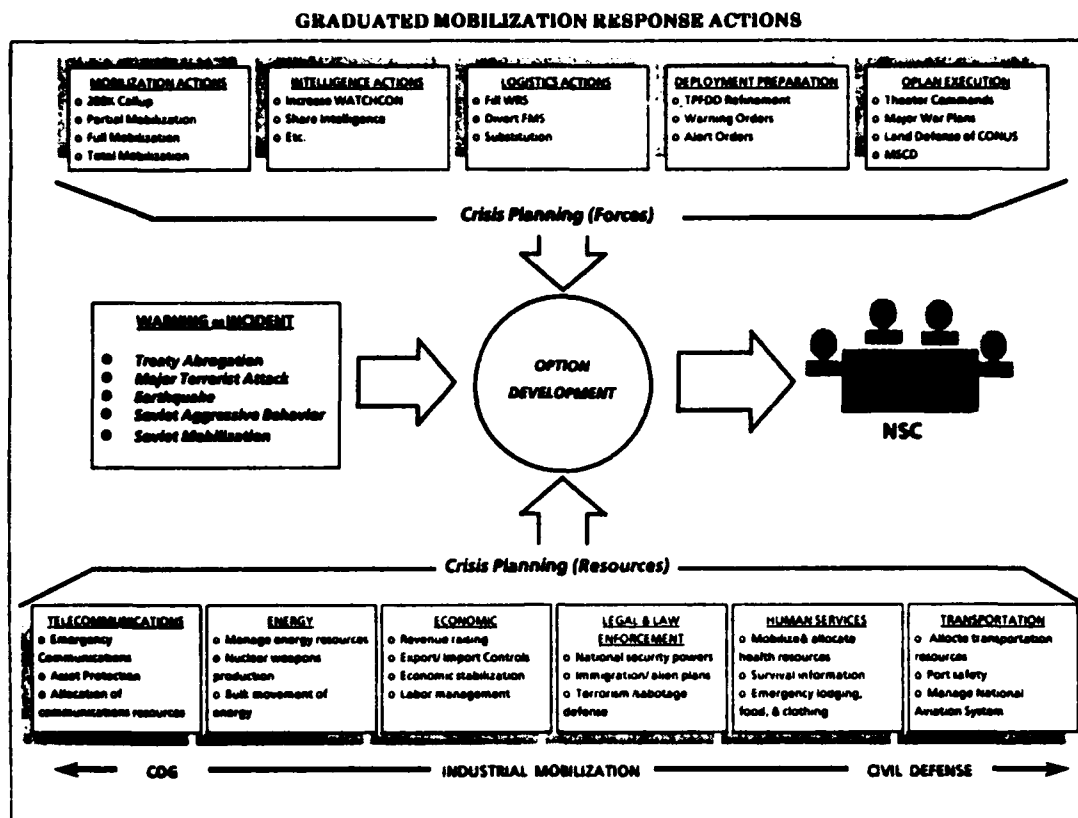 GRADUATED MOBILIZATION RESPONSE ACTIONS
MOBILIZATION ACTIONS
o 200K Callup
o Partial Mobilization
o Full Mobilization
o Total Mobilization
INTELLIGENCE ACTIONS
o Increase WATCHCON
o Share Intelligence
o Etc.
LOGISTICS ACTIONS
o Fill WRS
o Divert FMS
o Substitution
DEPLOYMENT PREPARATION
o TPFDD Refinement
o Warning Orders
o Alert Orders
OPLAN EXECUTION
o Theater Commands
o Major War Plans
o Land Defense of CONUS
o MSCD
Crisis Planning (Forces)
WARNING or INCIDENT
● Treaty Abrogation
● Major Terrorist Attack
● Earthquake
● Soviet Aggressive Behavior
● Soviet Mobilization
OPTION
DEVELOPMENT
NSC
Crisis Planning (Resources)
TELECOMMUNICATIONS
o Emergency
Communications
o Asset Protection
o Allocation of
communications resources
ENERGY
o Manage energy resources
o Nuclear weapons
production
o Bulk movement of
energy
ECONOMIC
o Revenue raising
o Export/Import Controls
o Economic stabilization
o Labor management
LEGAL & LAW
ENFORCEMENT
o National security powers
o Immigration/alien plans
o Terrorism/sabotage
defense
HUMAN SERVICES
o Mobilize & allocate
health resources
o Survival information
o Emergency lodging,
food, & clothing
TRANSPORTATION
o Allocte transportation
resources
o Port safety
o Manage National
Aviation System
COG
INDUSTRIAL MOBILIZATION
CIVIL DEFENSE